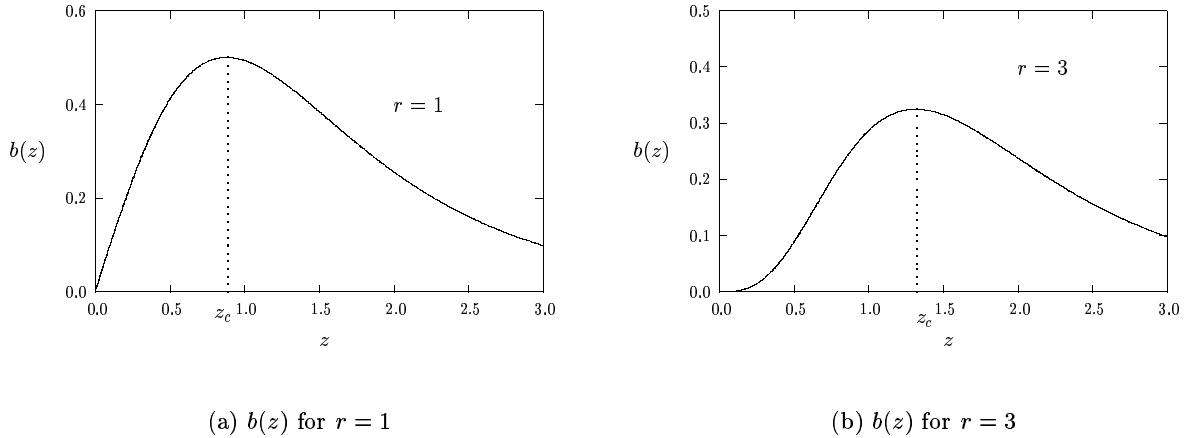 0.6
r = 1
0.4
b(z)
0.2
0.0
0.0 0.5 z_c 1.0 1.5 2.0 2.5 3.0
z
(a) b(z) for r = 1
0.5
0.4
r = 3
0.3
b(z)
0.2
0.1
0.0
0.0 0.5 1.0 z_c 1.5 2.0 2.5 3.0
z
(b) b(z) for r = 3